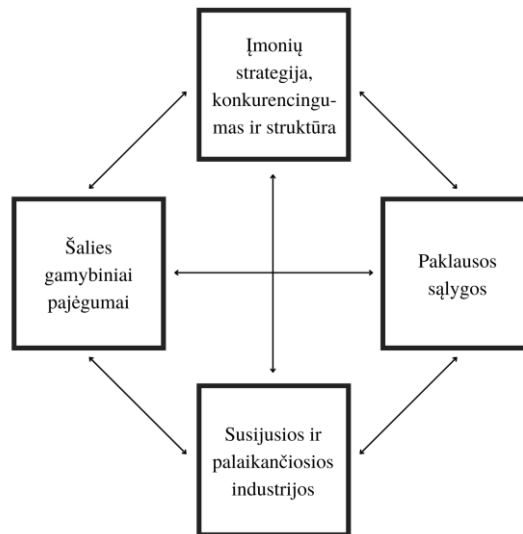 Įmonių
strategija,
konkurencingu-
mas ir struktūra
Šalies
gamybiniai
pajėgumai
Paklausos
sąlygos
Susijusios ir
palaikančiosios
industrijos